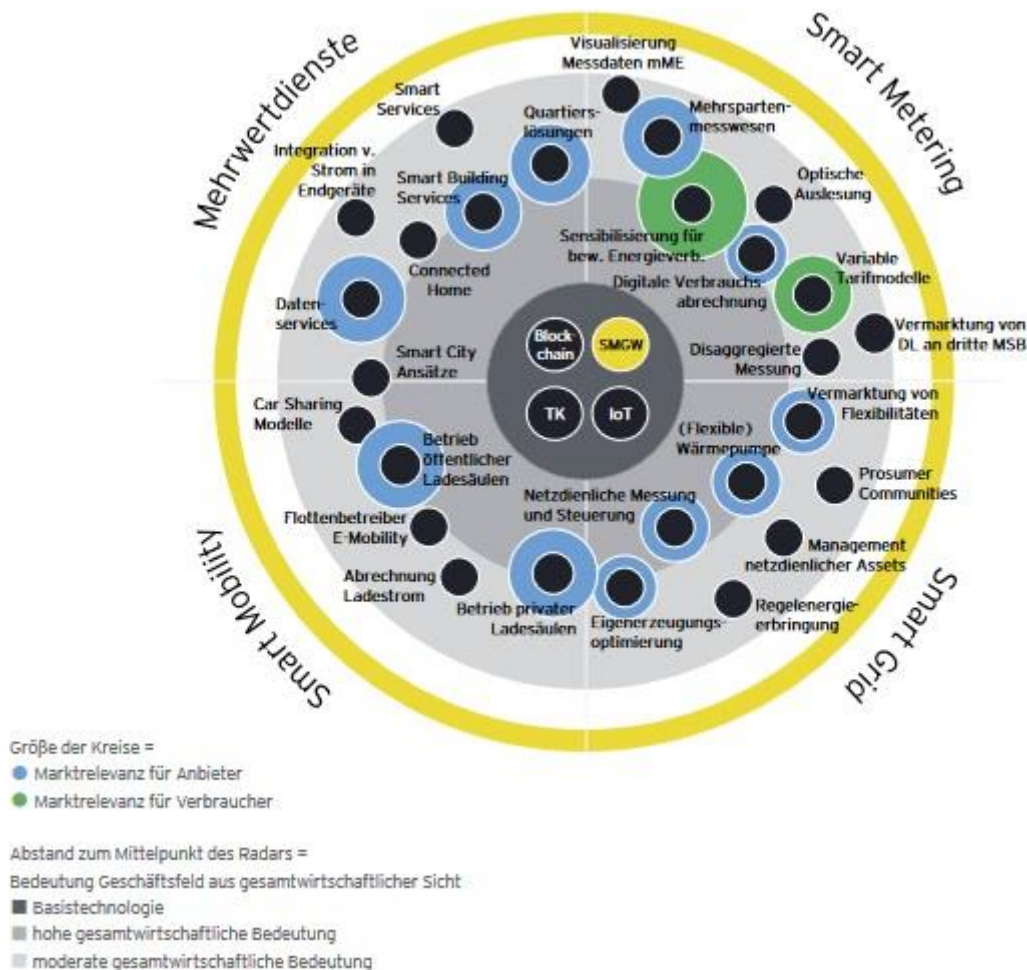 Mehrwertdienste
Smart Metering
Smart Mobility
Smart Grid
Visualisierung
Messdaten mME
Smart
Services
Quartiers-
lösungen
Mehrsparten-
messwesen
Integration v.
Strom in
Endgeräte
Smart Building
Services
Optische
Auslesung
Connected
Home
Sensibilisierung für
bew. Energieverb.
Digitale Verbrauchs
abrechnung
Variable
Tarifmodelle
Daten-
services
Vermarktung von
DL an dritte MSB
Disaggregierte
Messung
Smart City
Ansätze
Block-
chain
SMGW
TK
IoT
Car Sharing
Modelle
Betrieb
öffentlicher
Ladesäulen
Vermarktung von
Flexibilitäten
(Flexible)
Wärmepumpe
Prosumer
Communities
Netzdienliche Messung
und Steuerung
Flottenbetreiber
E-Mobility
Management
netzdienlicher Assets
Abrechnung
Ladestrom
Betrieb privater
Ladesäulen
Eigenerzeugungs-
optimierung
Regelenergie-
erbringung
Größe der Kreise =
Marktrelevanz für Anbieter
Marktrelevanz für Verbraucher
Abstand zum Mittelpunkt des Radars =
Bedeutung Geschäftsfeld aus gesamtwirtschaftlicher Sicht
Basistechnologie
hohe gesamtwirtschaftliche Bedeutung
moderate gesamtwirtschaftliche Bedeutung